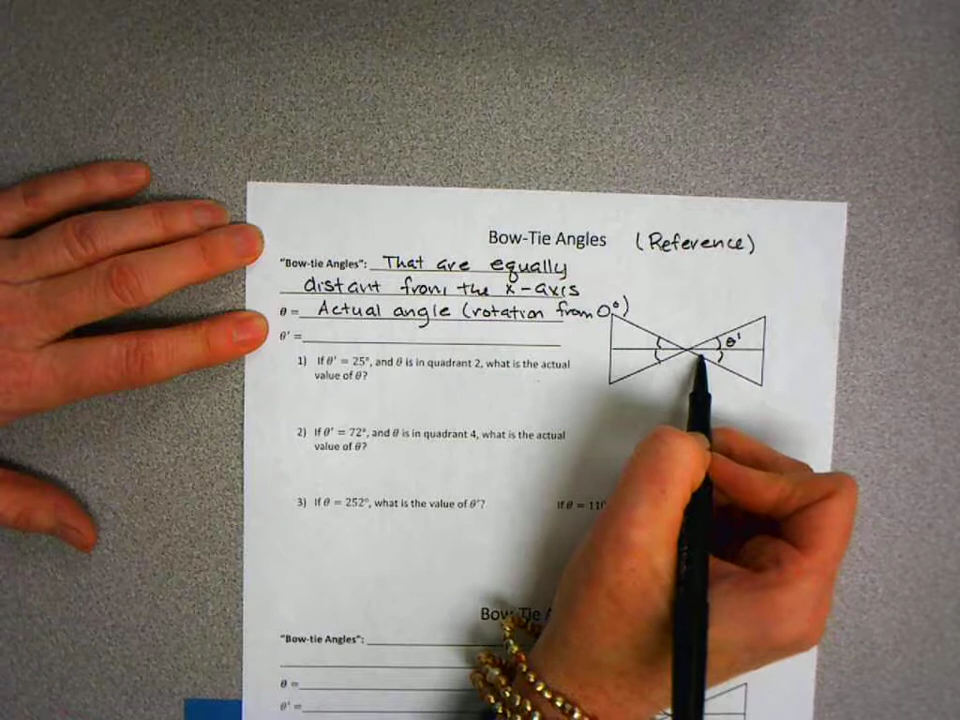 Bow-Tie Angles (Reference)
"Bow-tie Angles": That are equally
distant from the x-axis
θ = Actual angle (rotation from 0°)
θ' =
θ'
1) If θ' = 25°, and θ is in quadrant 2, what is the actual
value of θ?
2) If θ' = 72°, and θ is in quadrant 4, what is the actual
value of θ?
3) If θ = 252°, what is the value of θ'? If θ =
Bow-Tie
"Bow-tie Angles":
θ =
θ' =